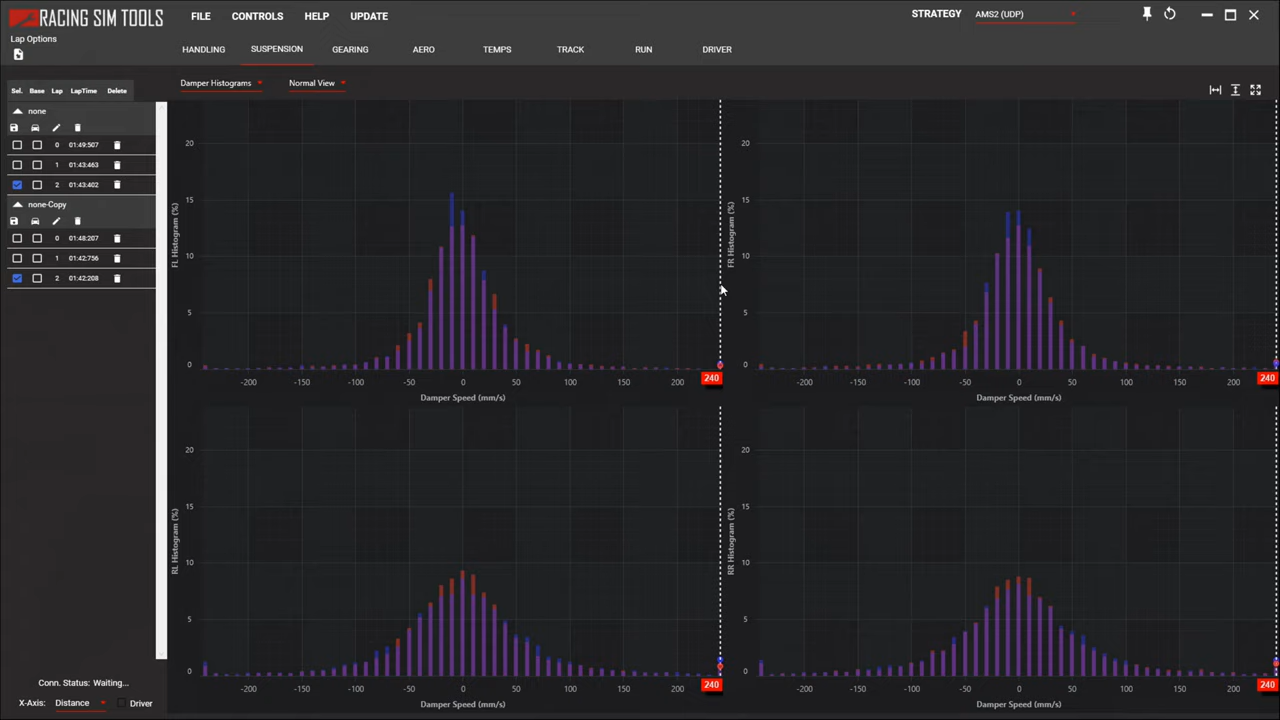 RACING SIM TOOLS
FILE CONTROLS HELP UPDATE
STRATEGY AMS2 (UDP)
Lap Options
HANDLING SUSPENSION GEARING AERO TEMPS TRACK RUN DRIVER
Damper Histograms Normal View
Sel. Base Lap LapTime Delete
none
0 01:49:507
1 01:43:463
2 01:43:402
none-Copy
0 01:48:207
1 01:42:756
2 01:42:208
FL Histogram (%)
20
15
10
5
0
-200 -150 -100 -50 0 50 100 150 200 240
Damper Speed (mm/s)
FR Histogram (%)
20
15
10
5
0
-200 -150 -100 -50 0 50 100 150 200 240
Damper Speed (mm/s)
RL Histogram (%)
20
15
10
5
0
-200 -150 -100 -50 0 50 100 150 200 240
Damper Speed (mm/s)
RR Histogram (%)
20
15
10
5
0
-200 -150 -100 -50 0 50 100 150 200 240
Damper Speed (mm/s)
Conn. Status: Waiting...
X-Axis: Distance Driver